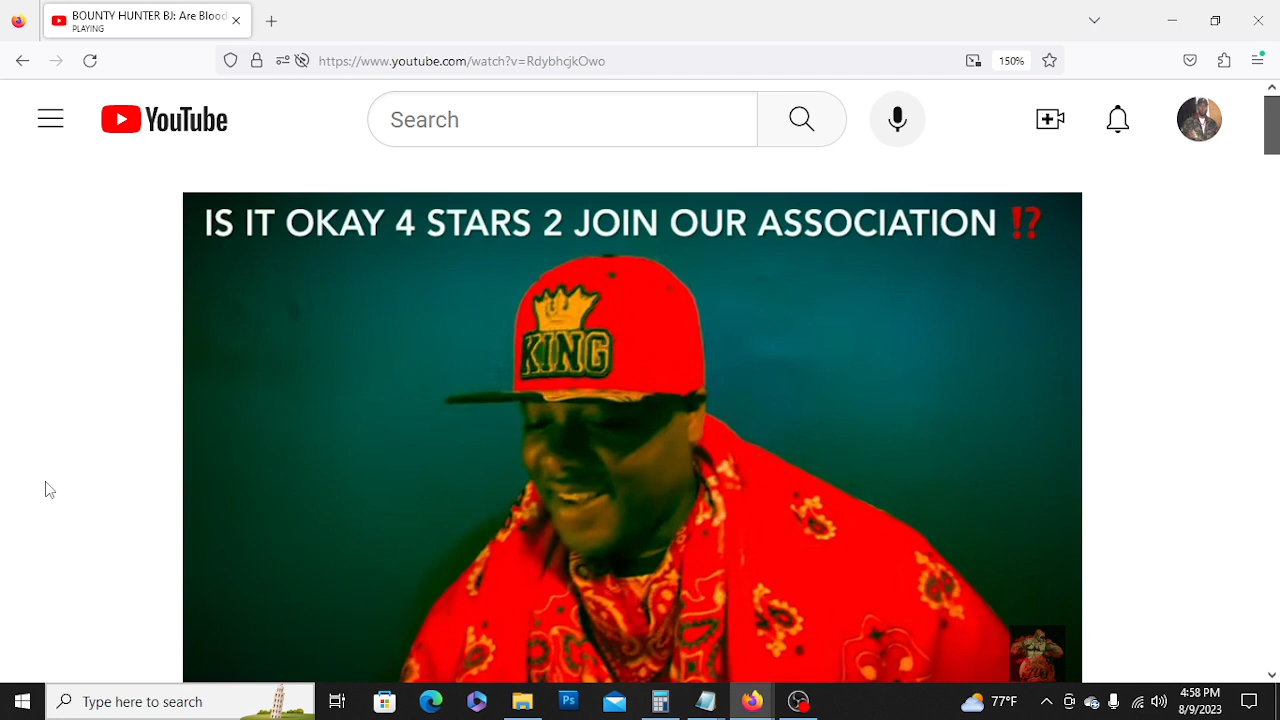 BOUNTY HUNTER BJ: Are Blood
PLAYING
https://www.youtube.com/watch?v=RdybhcjkOwo
150%
YouTube
Search
IS IT OKAY 4 STARS 2 JOIN OUR ASSOCIATION ⁉️
KING
Type here to search
Ps
77°F
4:58 PM
8/9/2023